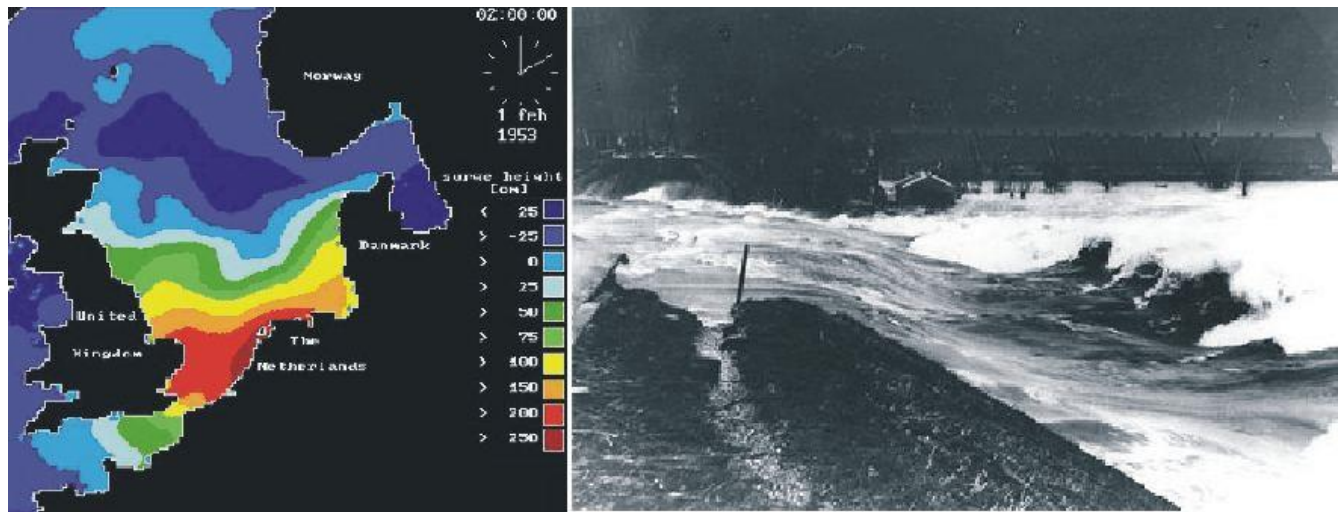 02:00:00
Norway
1 feb
1953
surge height
[cm]
< 25
> -25
Danmark
> 0
> 25
> 50
United
> 75
The
Kingdom
> 100
Netherlands
> 150
> 200
> 250